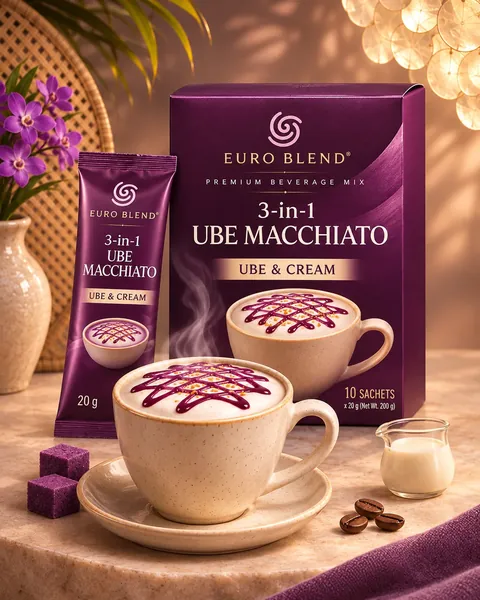 EURO BLEND®
PREMIUM BEVERAGE MIX
3-in-1
UBE MACCHIATO
UBE & CREAM
10 SACHETS
x 20 g (Net Wt. 200 g)
EURO BLEND®
3-in-1
UBE
MACCHIATO
UBE & CREAM
20 g